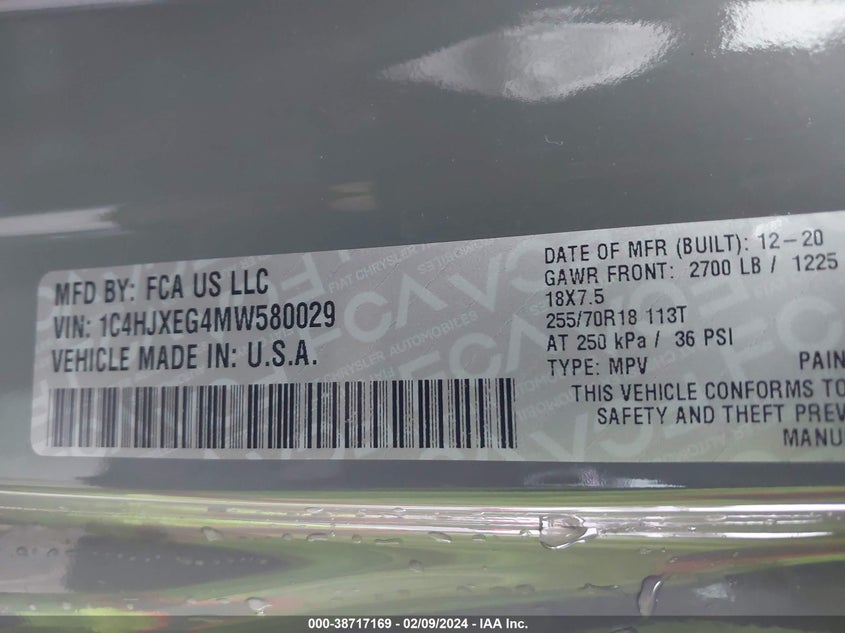 MFD BY: FCA US LLC
VIN: 1C4HJXEG4MW580029
VEHICLE MADE IN: U.S.A.
DATE OF MFR (BUILT): 12-20
GAWR FRONT: 2700 LB / 1225
18X7.5
255/70R18 113T
AT 250 kPa / 36 PSI
TYPE: MPV PAIN
THIS VEHICLE CONFORMS TO
SAFETY AND THEFT PREV
MANU
000-38717169 - 02/09/2024 - IAA Inc.